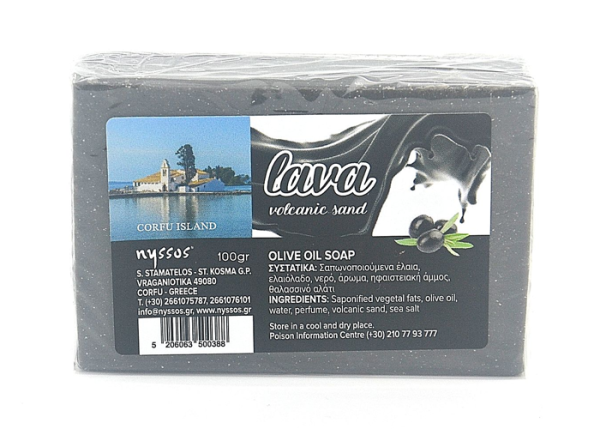 lava
volcanic sand
CORFU ISLAND
nyssos® 100gr
S. STAMATELOS - ST. KOSMA G.P.
VRAGANIOTIKA 49080
CORFU - GREECE
T. (+30) 2661075787, 2661076101
info@nyssos.gr, www.nyssos.gr
5 206063 500388
OLIVE OIL SOAP
ΣΥΣΤΑΤΙΚΑ: Σαπωνοποιούμενα έλαια,
ελαιόλαδο, νερό, άρωμα, ηφαιστειακή άμμος,
θαλασσινό αλάτι
INGREDIENTS: Saponified vegetal fats, olive oil,
water, perfume, volcanic sand, sea salt
Store in a cool and dry place.
Poison Information Centre (+30) 210 77 93 777